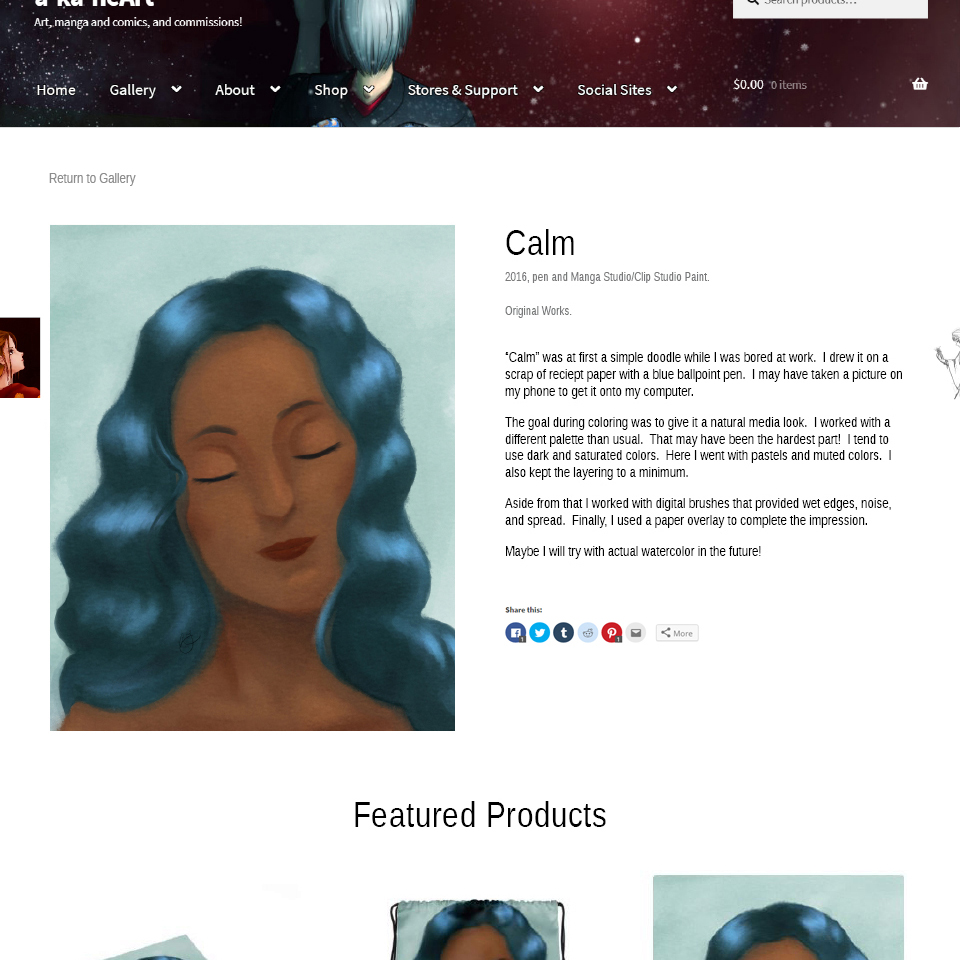 Art, manga and comics, and commissions!
Search products…
Home
Gallery
About
Shop
Stores & Support
Social Sites
$0.00 0 items
Return to Gallery
Calm
2016, pen and Manga Studio/Clip Studio Paint.
Original Works.
“Calm” was at first a simple doodle while I was bored at work. I drew it on a
scrap of reciept paper with a blue ballpoint pen. I may have taken a picture on
my phone to get it onto my computer.
The goal during coloring was to give it a natural media look. I worked with a
different palette than usual. That may have been the hardest part! I tend to
use dark and saturated colors. Here I went with pastels and muted colors. I
also kept the layering to a minimum.
Aside from that I worked with digital brushes that provided wet edges, noise,
and spread. Finally, I used a paper overlay to complete the impression.
Maybe I will try with actual watercolor in the future!
Share this:
1
1
More
Featured Products